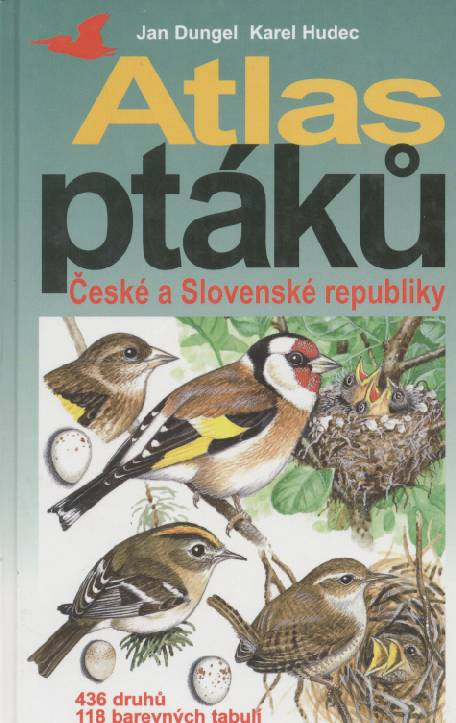 Jan Dungel Karel Hudec
Atlas
ptáků
České a Slovenské republiky
436 druhů
118 barevných tabulí